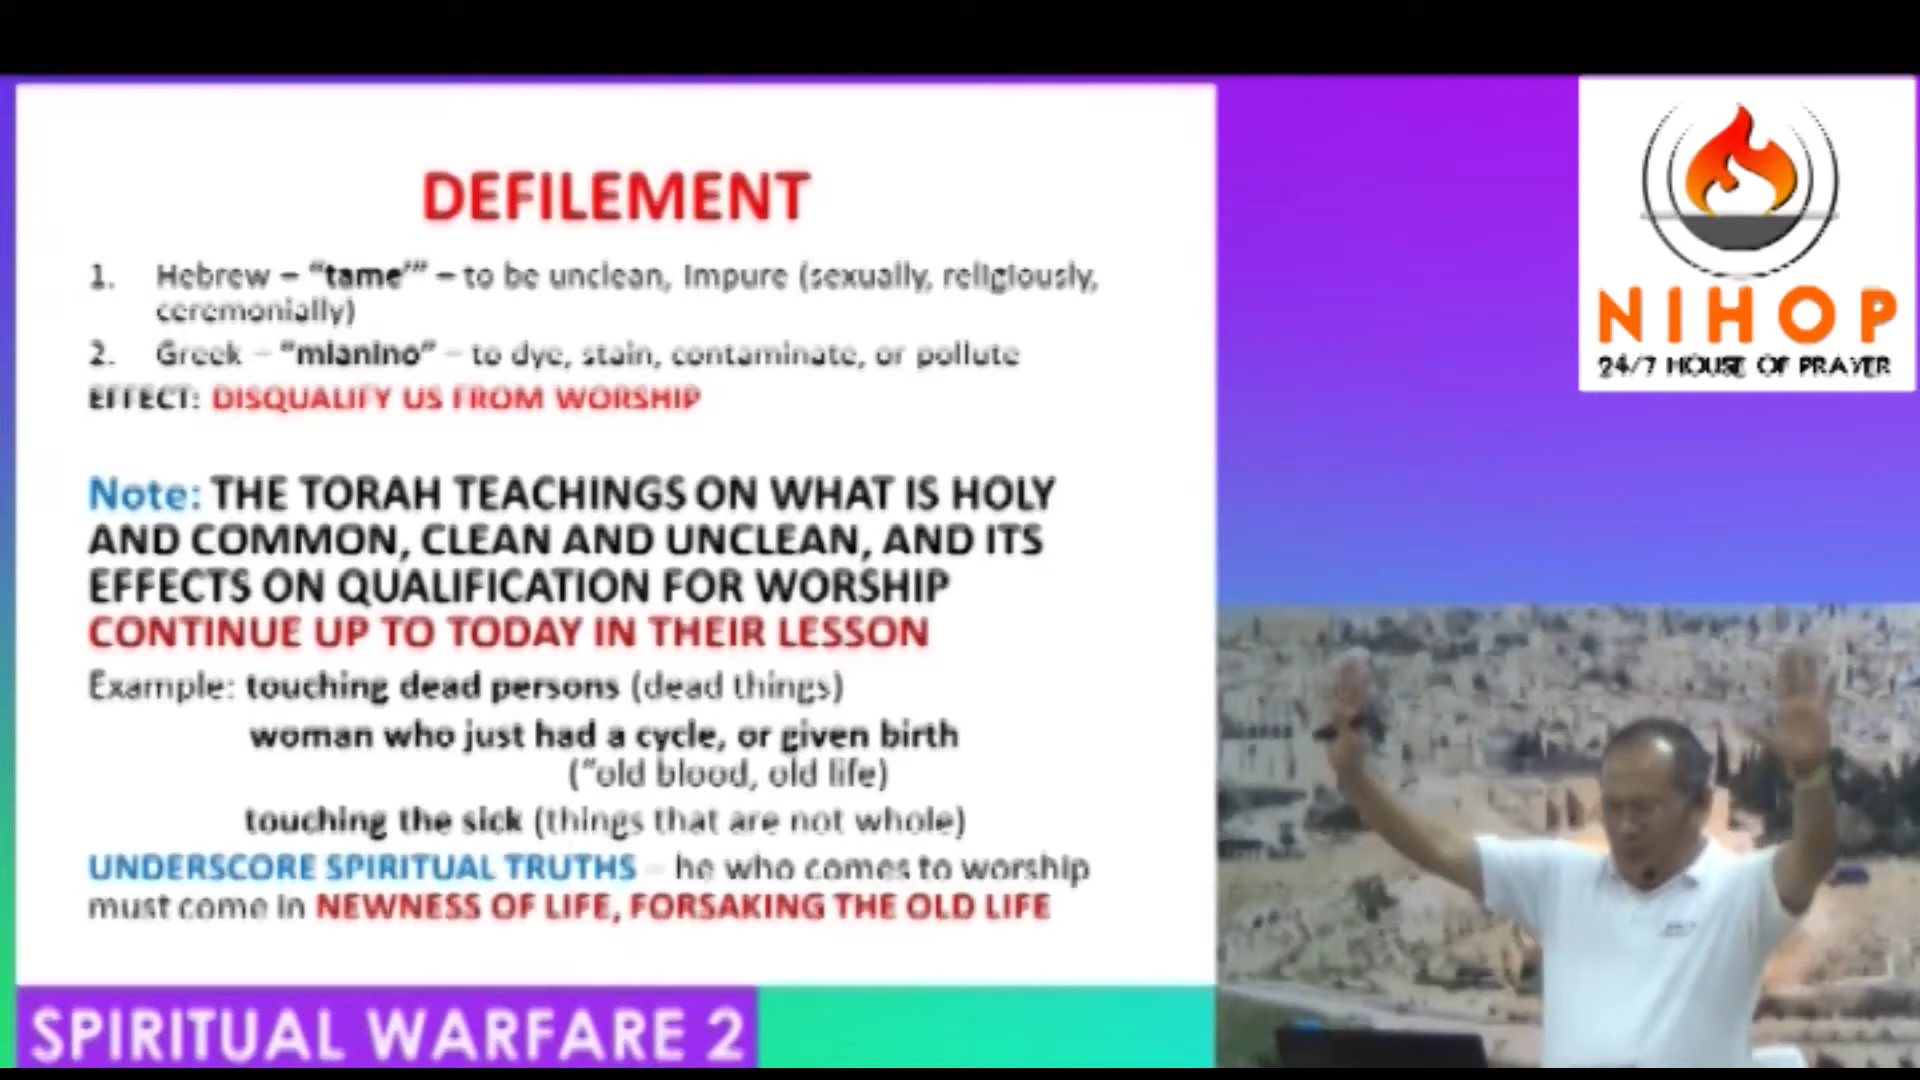 DEFILEMENT
1. Hebrew – “tame’” – to be unclean, impure (sexually, religiously,
ceremonially)
2. Greek – “mianino” – to dye, stain, contaminate, or pollute
EFFECT: DISQUALIFY US FROM WORSHIP
Note: THE TORAH TEACHINGS ON WHAT IS HOLY
AND COMMON, CLEAN AND UNCLEAN, AND ITS
EFFECTS ON QUALIFICATION FOR WORSHIP
CONTINUE UP TO TODAY IN THEIR LESSON
Example: touching dead persons (dead things)
woman who just had a cycle, or given birth
(“old blood, old life)
touching the sick (things that are not whole)
UNDERSCORE SPIRITUAL TRUTHS – he who comes to worship
must come in NEWNESS OF LIFE, FORSAKING THE OLD LIFE
SPIRITUAL WARFARE 2
NIHOP
24/7 HOUSE OF PRAYER